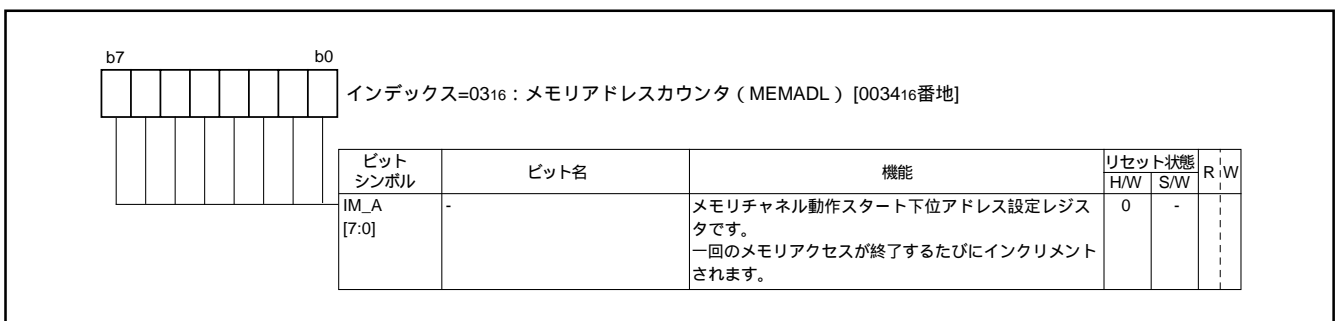 b7 b0
インデックス=0316：メモリアドレスカウンタ（MEMADL）[003416番地]
ビット
シンボル
ビット名
機能
リセット状態
H/W S/W
R W
IM_A
[7:0]
-
メモリチャネル動作スタート下位アドレス設定レジス
タです。
一回のメモリアクセスが終了するたびにインクリメント
されます。
0 -